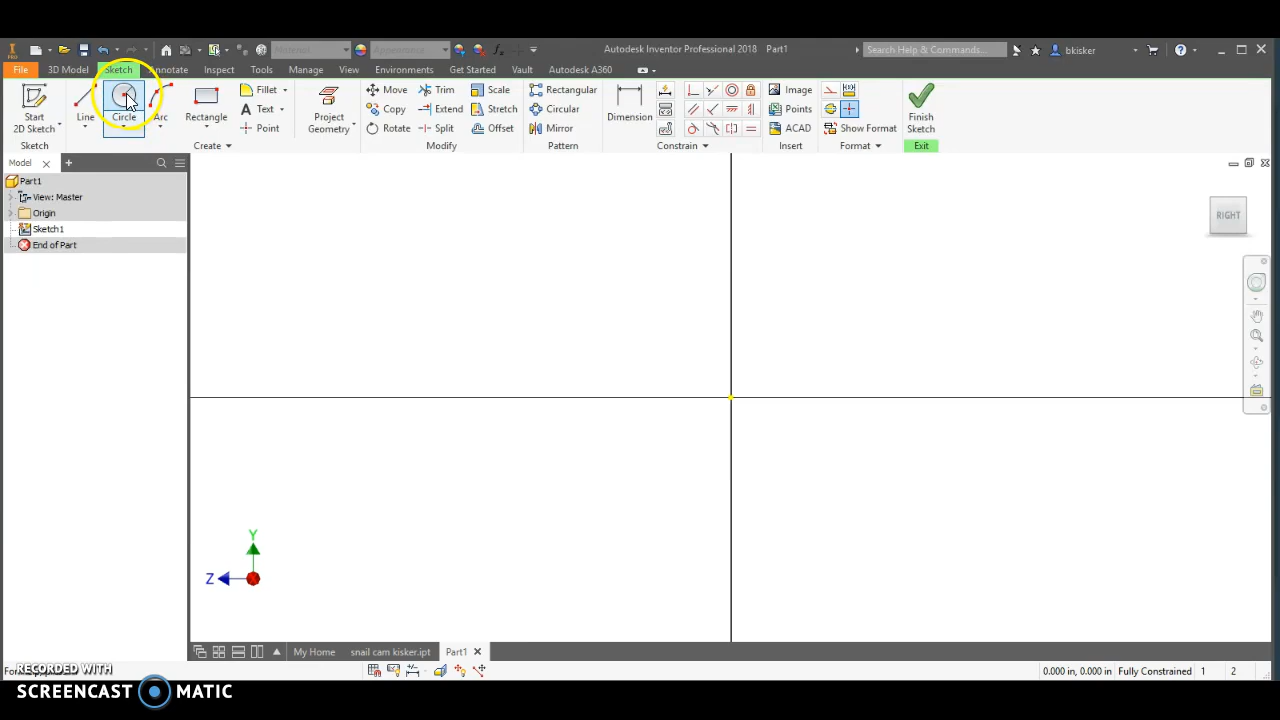 PRO Material Appearance Autodesk Inventor Professional 2018 Part1 Search Help & Commands... bkisker
File 3D Model Sketch Annotate Inspect Tools Manage View Environments Get Started Vault Autodesk A360
Start 2D Sketch Line Circle Arc Rectangle Fillet Text Point Project Geometry Move Copy Rotate Trim Extend Split Scale Stretch Offset Rectangular Circular Mirror Dimension Image Points ACAD Show Format Finish Sketch
Sketch Create Modify Pattern Constrain Insert Format Exit
Model
Part1
View: Master
Origin
Sketch1
End of Part
RIGHT
Y
Z
My Home snail cam kisker.ipt Part1
RECORDED WITH
0.000 in, 0.000 in Fully Constrained 1 2
SCREENCAST MATIC